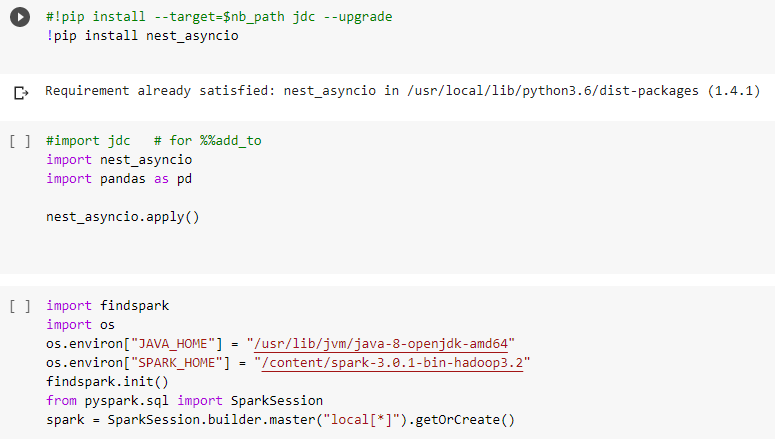 #!pip install --target=$nb_path jdc --upgrade
!pip install nest_asyncio
Requirement already satisfied: nest_asyncio in /usr/local/lib/python3.6/dist-packages (1.4.1)
[ ] #import jdc   # for %%add_to
import nest_asyncio
import pandas as pd
nest_asyncio.apply()
[ ] import findspark
import os
os.environ["JAVA_HOME"] = "/usr/lib/jvm/java-8-openjdk-amd64"
os.environ["SPARK_HOME"] = "/content/spark-3.0.1-bin-hadoop3.2"
findspark.init()
from pyspark.sql import SparkSession
spark = SparkSession.builder.master("local[*]").getOrCreate()